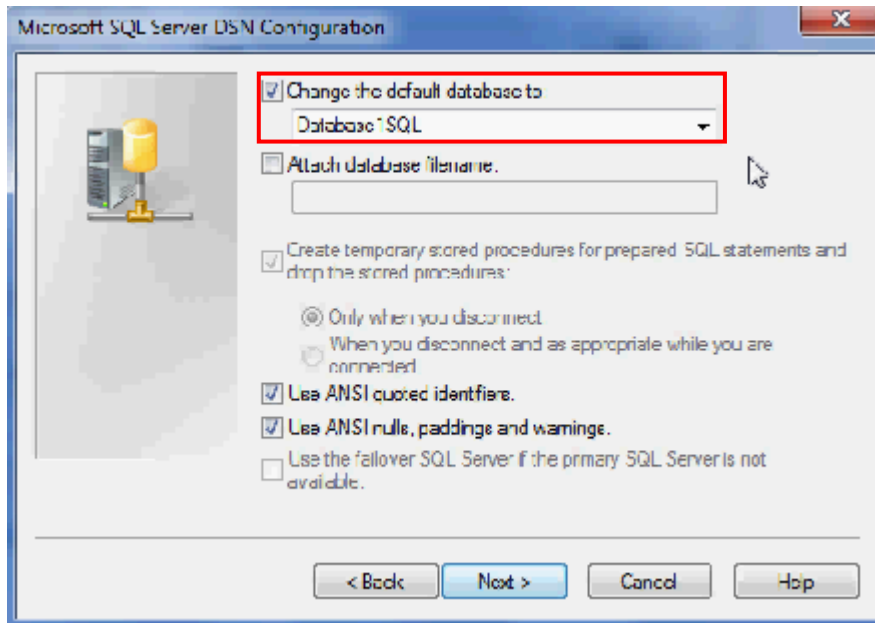 Microsoft SQL Server DSN Configuration
Change the default database to
Database1SQL
Attach database filename.
Create temporary stored procedures for prepared SQL statements and
drop the stored procedures:
Only when you disconnect
When you disconnect and as appropriate while you are
connected
Use ANSI quoted identifiers.
Use ANSI nulls, paddings and warnings.
Use the failover SQL Server if the primary SQL Server is not
available.
< Back
Next >
Cancel
Help